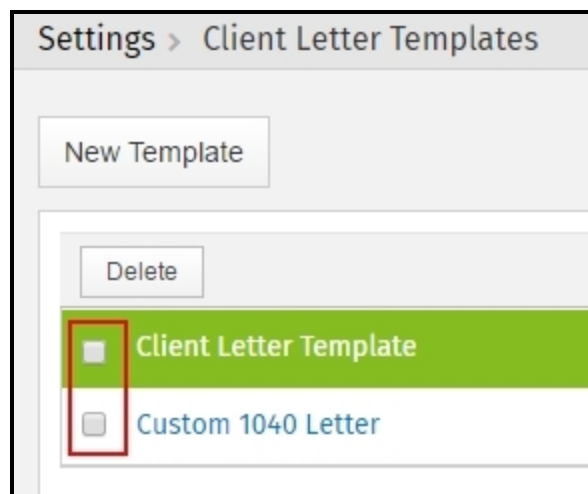 Settings > Client Letter Templates
New Template
Delete
Client Letter Template
Custom 1040 Letter